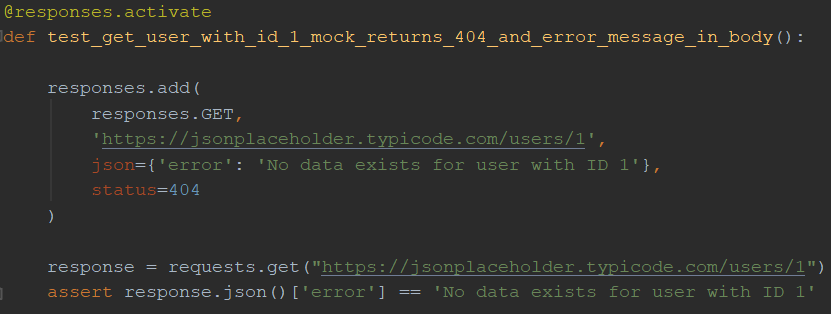 @responses.activate
def test_get_user_with_id_1_mock_returns_404_and_error_message_in_body():
responses.add(
responses.GET,
'https://jsonplaceholder.typicode.com/users/1',
json={'error': 'No data exists for user with ID 1'},
status=404
)
response = requests.get("https://jsonplaceholder.typicode.com/users/1")
assert response.json()['error'] == 'No data exists for user with ID 1'